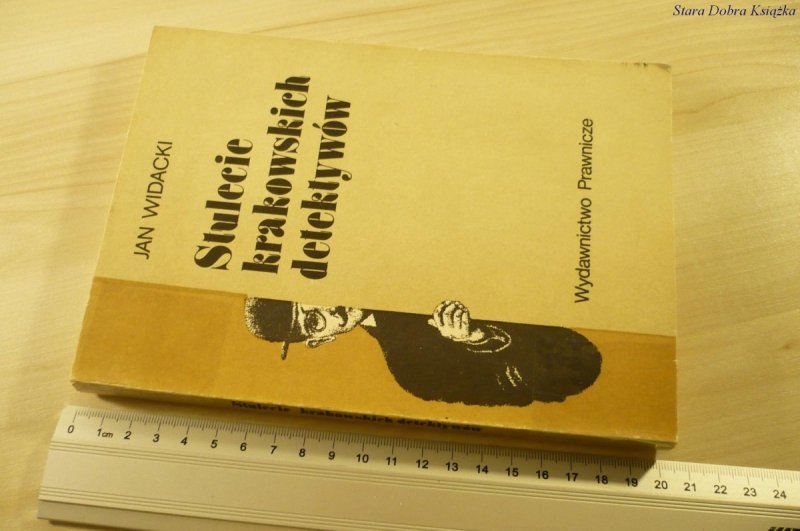 Stara Dobra Książka
JAN WIDACKI
Stulecie
krakowskich
detektywów
Wydawnictwo Prawnicze
Stulecie krakowskich detektywów
0 1cm 2 3 4 5 6 7 8 9 10 11 12 13 14 15 16 17 18 19 20 21 22 23 24